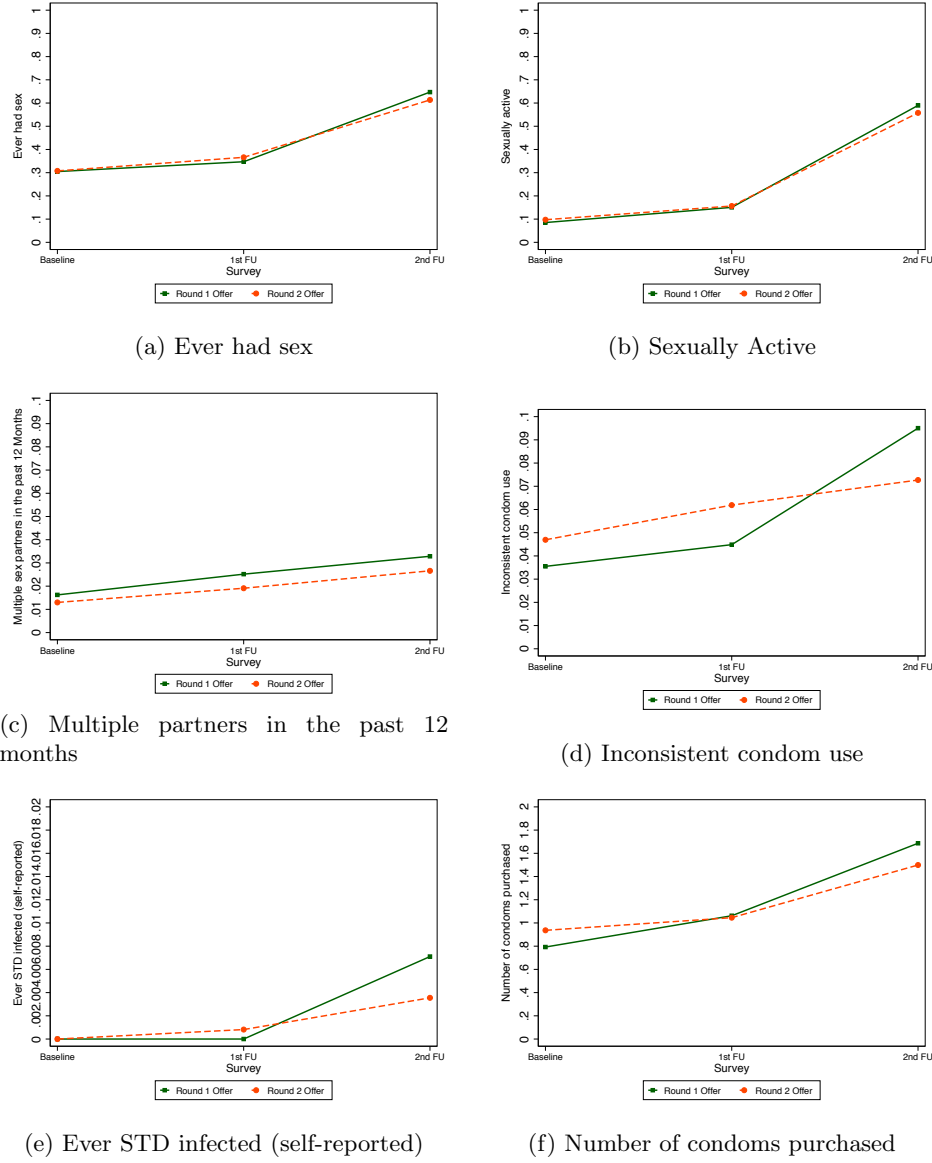 Ever had sex
0 .1 .2 .3 .4 .5 .6 .7 .8 .9 1
Baseline 1st FU 2nd FU
Survey
Round 1 Offer Round 2 Offer
(a) Ever had sex
Sexually active
0 .1 .2 .3 .4 .5 .6 .7 .8 .9 1
Baseline 1st FU 2nd FU
Survey
Round 1 Offer Round 2 Offer
(b) Sexually Active
Multiple sex partners in the past 12 Months
0 .01 .02 .03 .04 .05 .06 .07 .08 .09 .1
Baseline 1st FU 2nd FU
Survey
Round 1 Offer Round 2 Offer
(c) Multiple partners in the past 12
months
Inconsistent condom use
0 .01 .02 .03 .04 .05 .06 .07 .08 .09 .1
Baseline 1st FU 2nd FU
Survey
Round 1 Offer Round 2 Offer
(d) Inconsistent condom use
Ever STD infected (self-reported)
0 .002.004.006.008.01.012.014.016.018.02
Baseline 1st FU 2nd FU
Survey
Round 1 Offer Round 2 Offer
(e) Ever STD infected (self-reported)
Number of condoms purchased
0 .2 .4 .6 .8 1 1.2 1.4 1.6 1.8 2
Baseline 1st FU 2nd FU
Survey
Round 1 Offer Round 2 Offer
(f) Number of condoms purchased